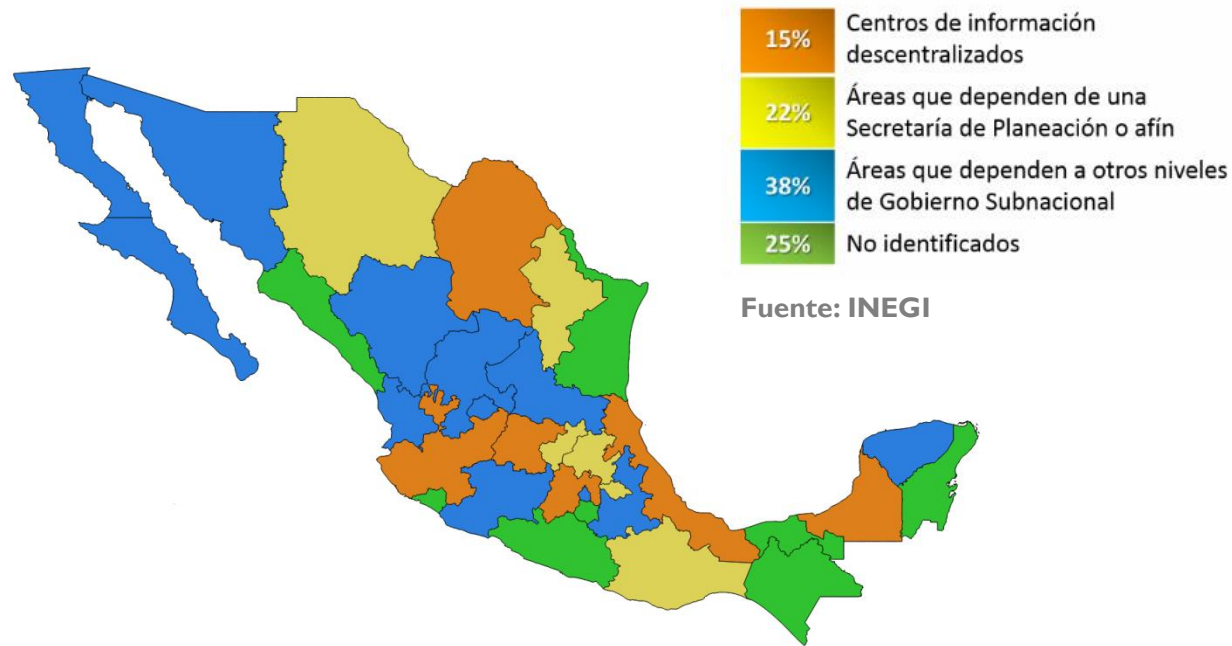 15%
Centros de información
descentralizados
22%
Áreas que dependen de una
Secretaría de Planeación o afín
38%
Áreas que dependen a otros niveles
de Gobierno Subnacional
25%
No identificados
Fuente: INEGI